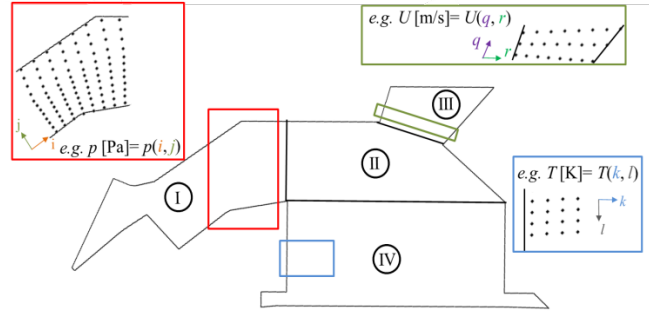 e.g. U [m/s]= U(q, r)
q
r
j
i
e.g. p [Pa]= p(i, j)
III
II
I
e.g. T [K]= T(k, l)
k
l
IV